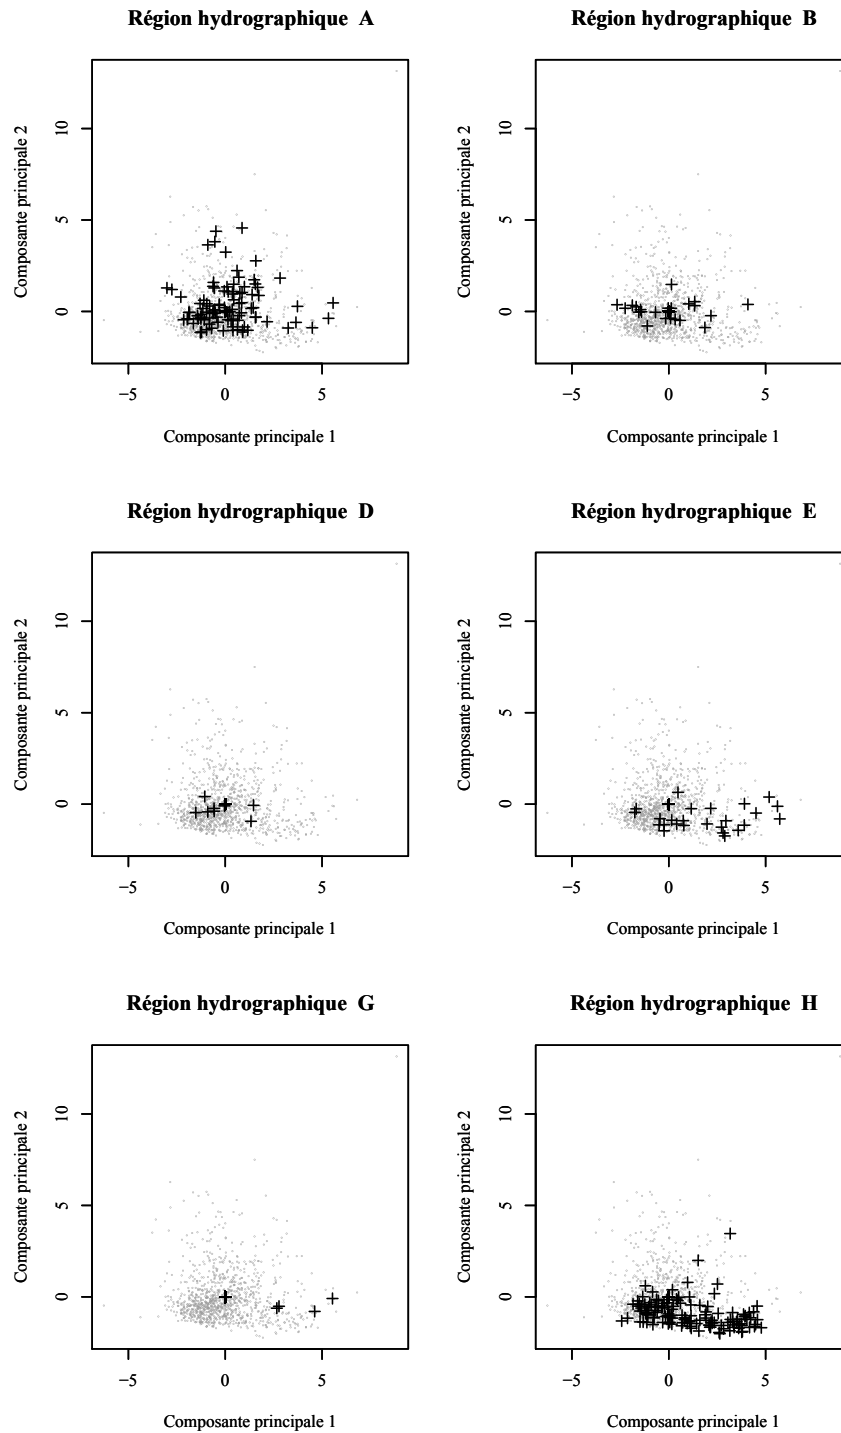 Région hydrographique A
Région hydrographique B
Composante principale 2
10
5
0
−5 0 5
Composante principale 1
Composante principale 2
10
5
0
−5 0 5
Composante principale 1
Région hydrographique D
Région hydrographique E
Composante principale 2
10
5
0
−5 0 5
Composante principale 1
Composante principale 2
10
5
0
−5 0 5
Composante principale 1
Région hydrographique G
Région hydrographique H
Composante principale 2
10
5
0
−5 0 5
Composante principale 1
Composante principale 2
10
5
0
−5 0 5
Composante principale 1